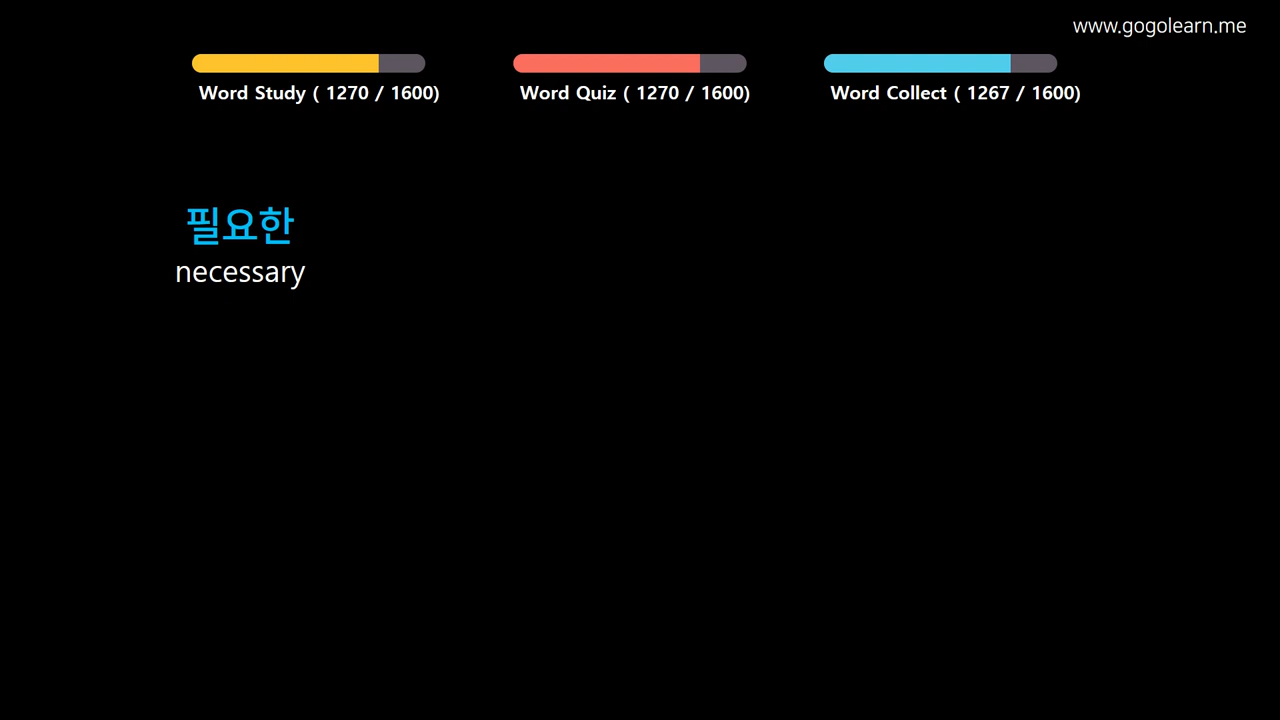 www.gogolearn.me
Word Study ( 1270 / 1600)
Word Quiz ( 1270 / 1600)
Word Collect ( 1267 / 1600)
필요한
necessary